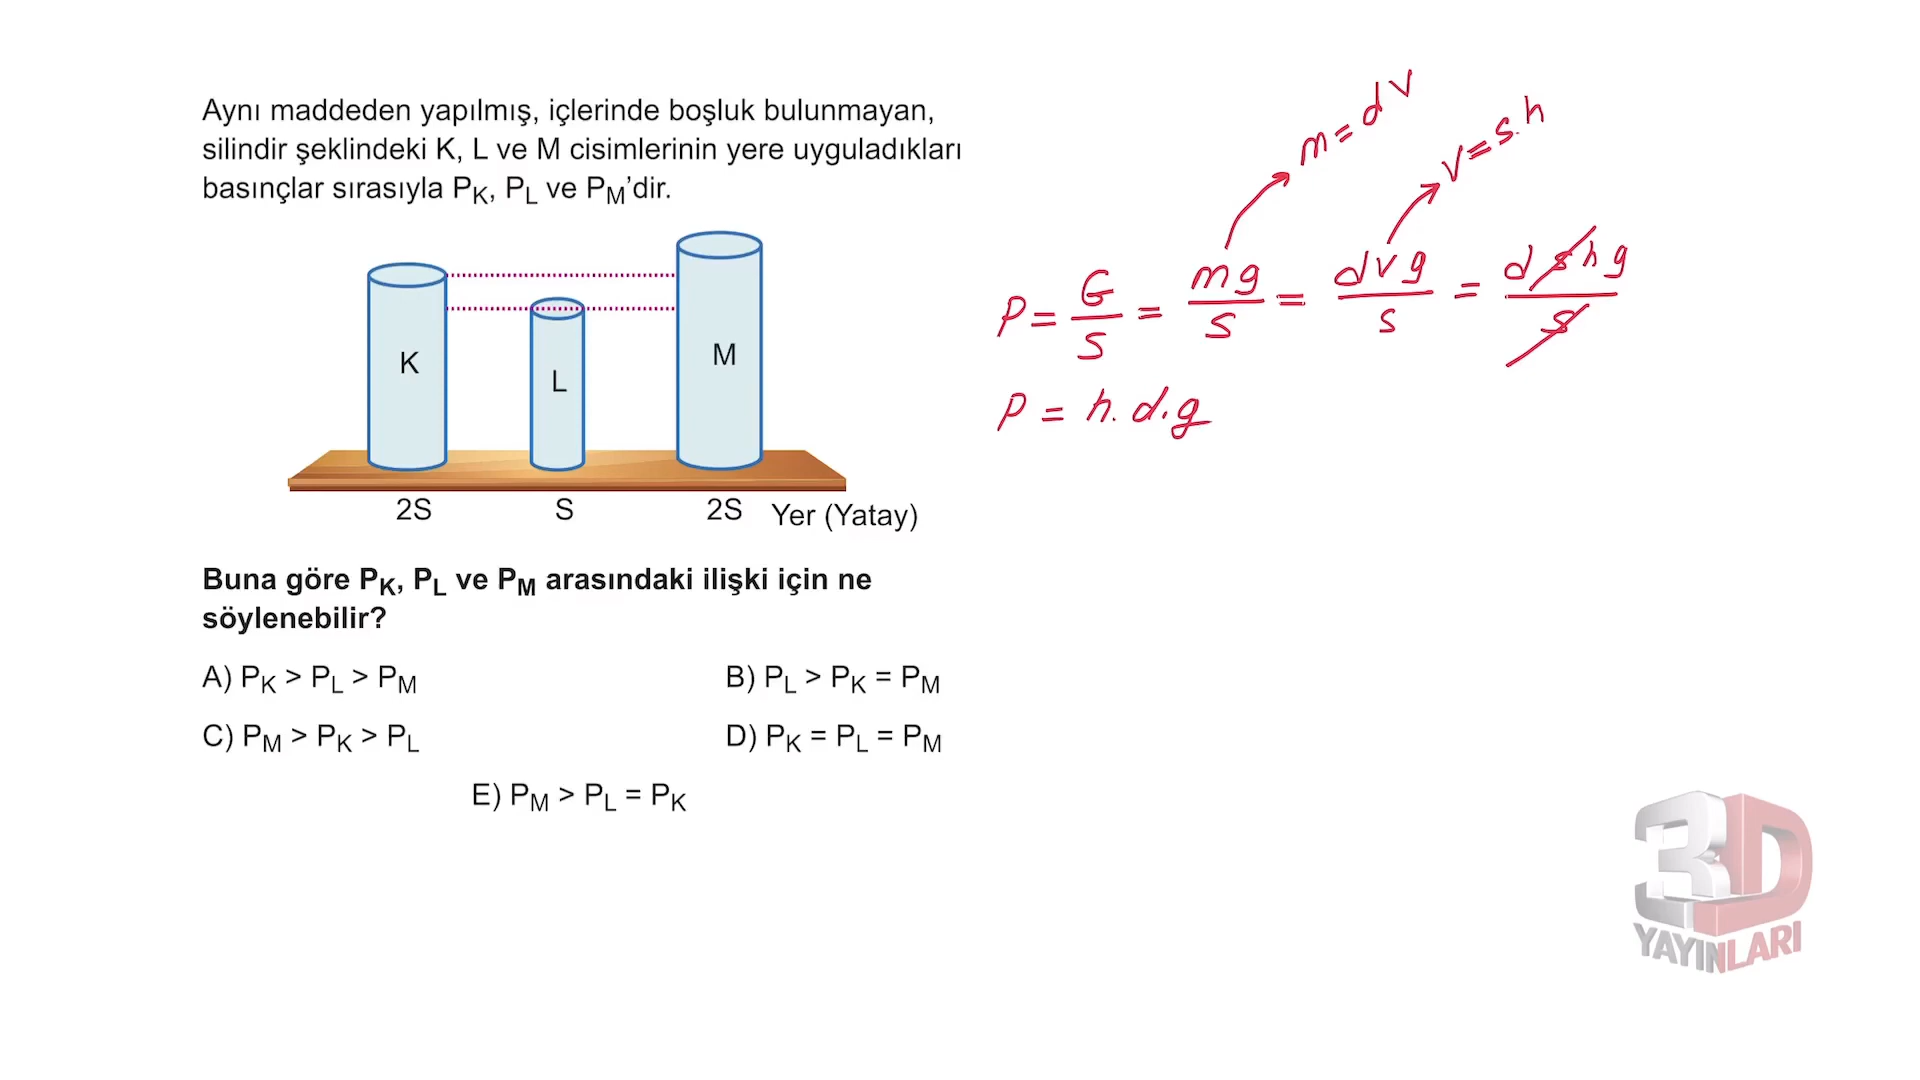 Aynı maddeden yapılmış, içlerinde boşluk bulunmayan,
silindir şeklindeki K, L ve M cisimlerinin yere uyguladıkları
basınçlar sırasıyla PK, PL ve PM'dir.
K
L
M
2S
S
2S
Yer (Yatay)
Buna göre PK, PL ve PM arasındaki ilişki için ne
söylenebilir?
A) PK > PL > PM
B) PL > PK = PM
C) PM > PK > PL
D) PK = PL = PM
E) PM > PL = PK
m = dV
V = s.h
P = G/S = mg/S = dVg/S = dshg/s
P = h.d.g
3D
YAYINLARI